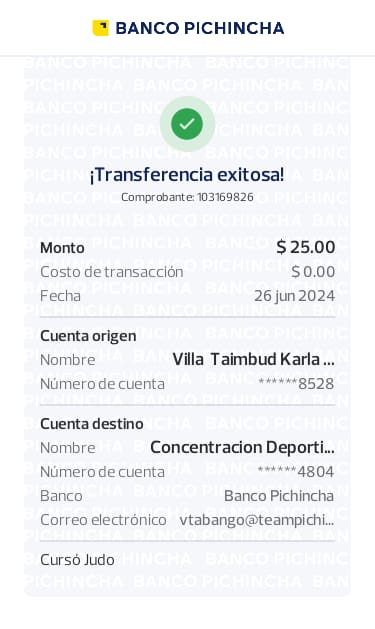 BANCO PICHINCHA
¡Transferencia exitosa!
Comprobante: 103169826
Monto $ 25.00
Costo de transacción $ 0.00
Fecha 26 jun 2024
Cuenta origen
Nombre Villa Taimbud Karla ...
Número de cuenta ******8528
Cuenta destino
Nombre Concentracion Deporti...
Número de cuenta ******4804
Banco Banco Pichincha
Correo electrónico vtabango@teampichi...
Cursó Judo